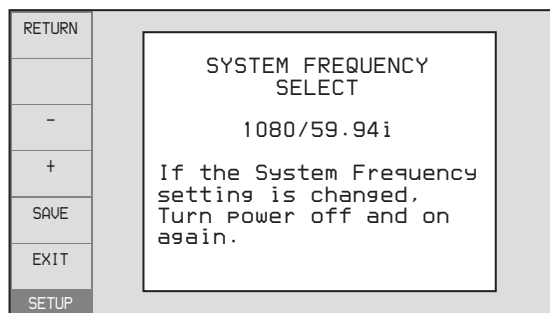 RETURN
-
+
SAVE
EXIT
SETUP
SYSTEM FREQUENCY
SELECT
1080/59.94i
If the System Frequency
setting is changed,
Turn power off and on
again.